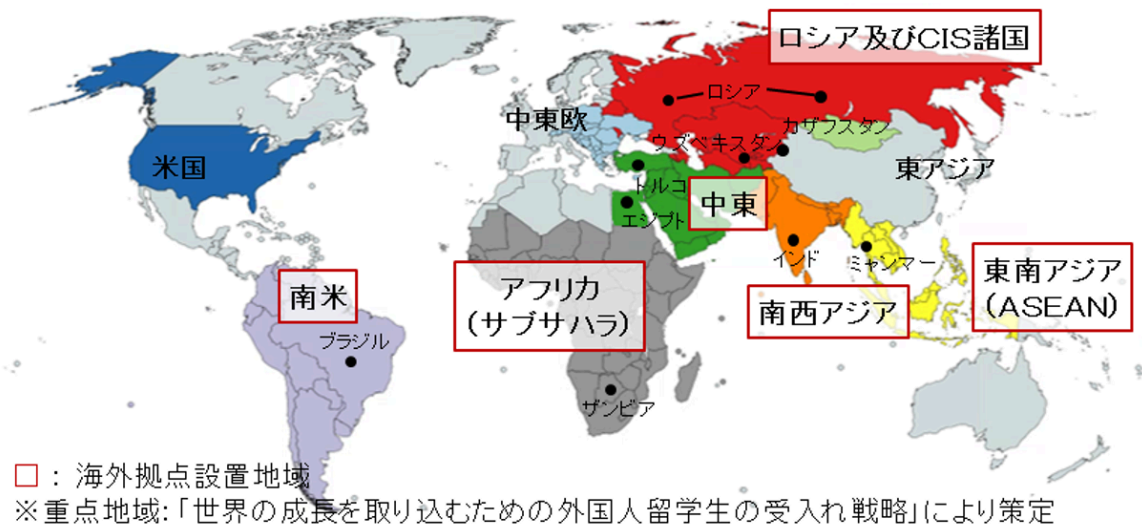 ロシア及びCIS諸国
ロシア
中東欧
カザフスタン
ウズベキスタン
米国
東アジア
トルコ
中東
エジプト
インド
ミャンマー
東南アジア
(ASEAN)
アフリカ
(サブサハラ)
南米
南西アジア
ブラジル
ザンビア
□ : 海外拠点設置地域
※重点地域:「世界の成長を取り込むための外国人留学生の受入れ戦略」により策定